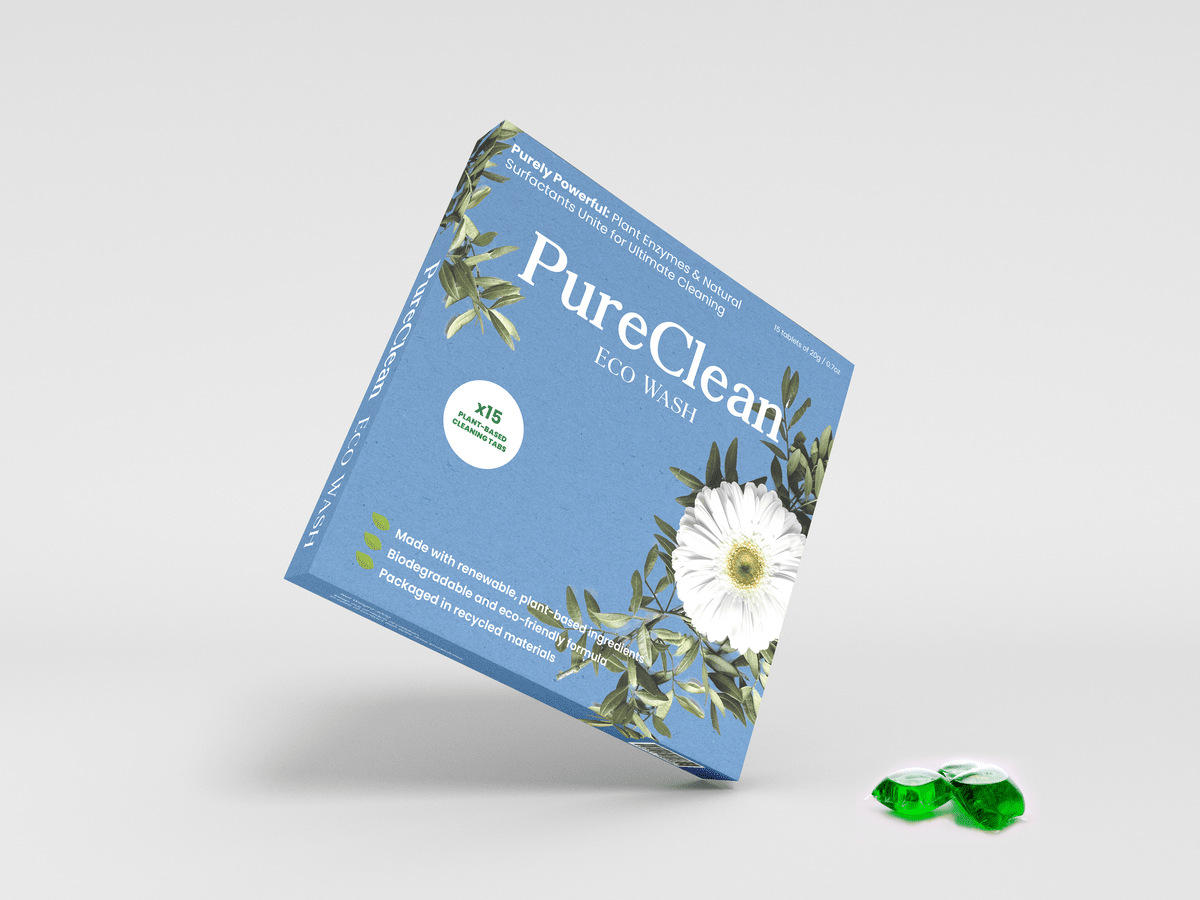 Purely Powerful: Plant Enzymes & Natural
Surfactants Unite for Ultimate Cleaning
15 tablets of 20g / 0.7oz
PureClean
ECO WASH
x15
PLANT-BASED
CLEANING TABS
Made with renewable, plant-based ingredients
Biodegradable and eco-friendly formula
Packaged in recycled materials
PureClean ECO WASH